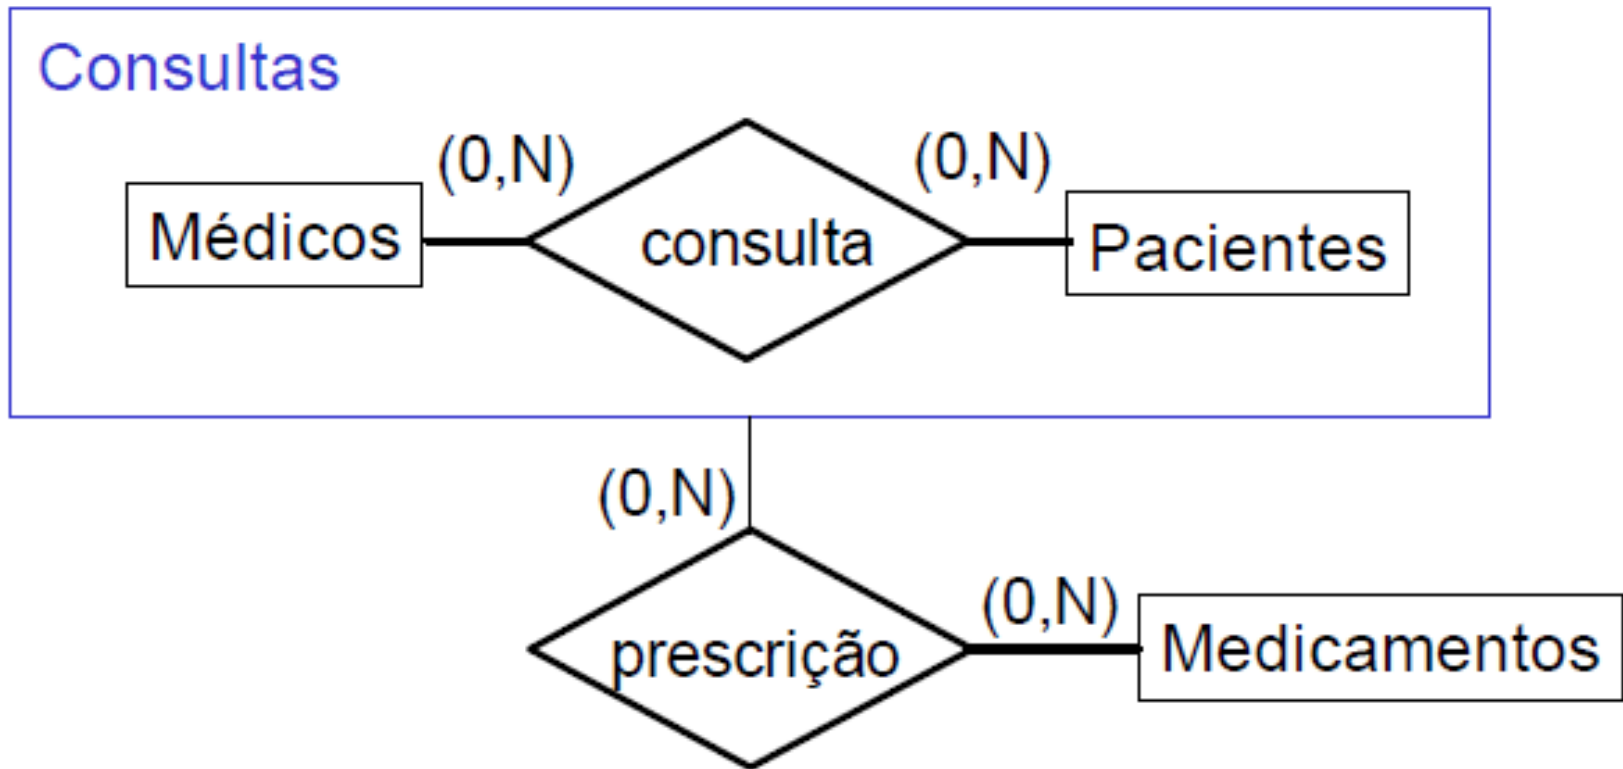 Consultas
(0,N)
(0,N)
Médicos
consulta
Pacientes
(0,N)
(0,N)
prescrição
Medicamentos